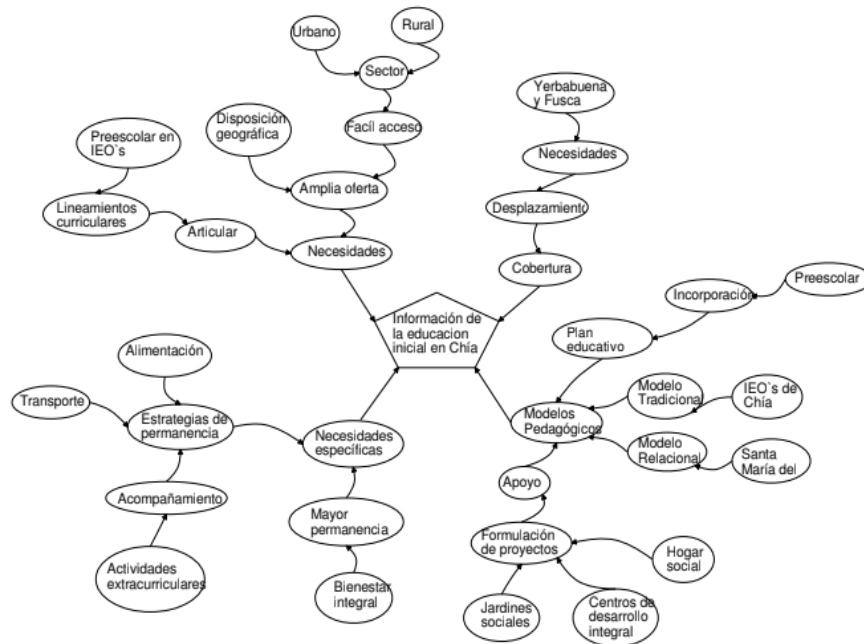 Urbano
Rural
Sector
Facíl acceso
Disposición
geográfica
Amplia oferta
Preescolar en
IEO`s
Lineamientos
curriculares
Articular
Necesidades
Yerbabuena
y Fusca
Necesidades
Desplazamiento
Cobertura
Información de
la educacion
inicial en Chía
Preescolar
Incorporación
Plan
educativo
Modelo
Tradicional
IEO`s de
Chía
Modelos
Pedagógicos
Modelo
Relacional
Santa
María del
Apoyo
Formulación
de proyectos
Hogar
social
Jardines
sociales
Centros de
desarrollo
integral
Alimentación
Transporte
Estrategias de
permanencia
Necesidades
específicas
Acompañamiento
Mayor
permanencia
Actividades
extracurriculares
Bienestar
integral